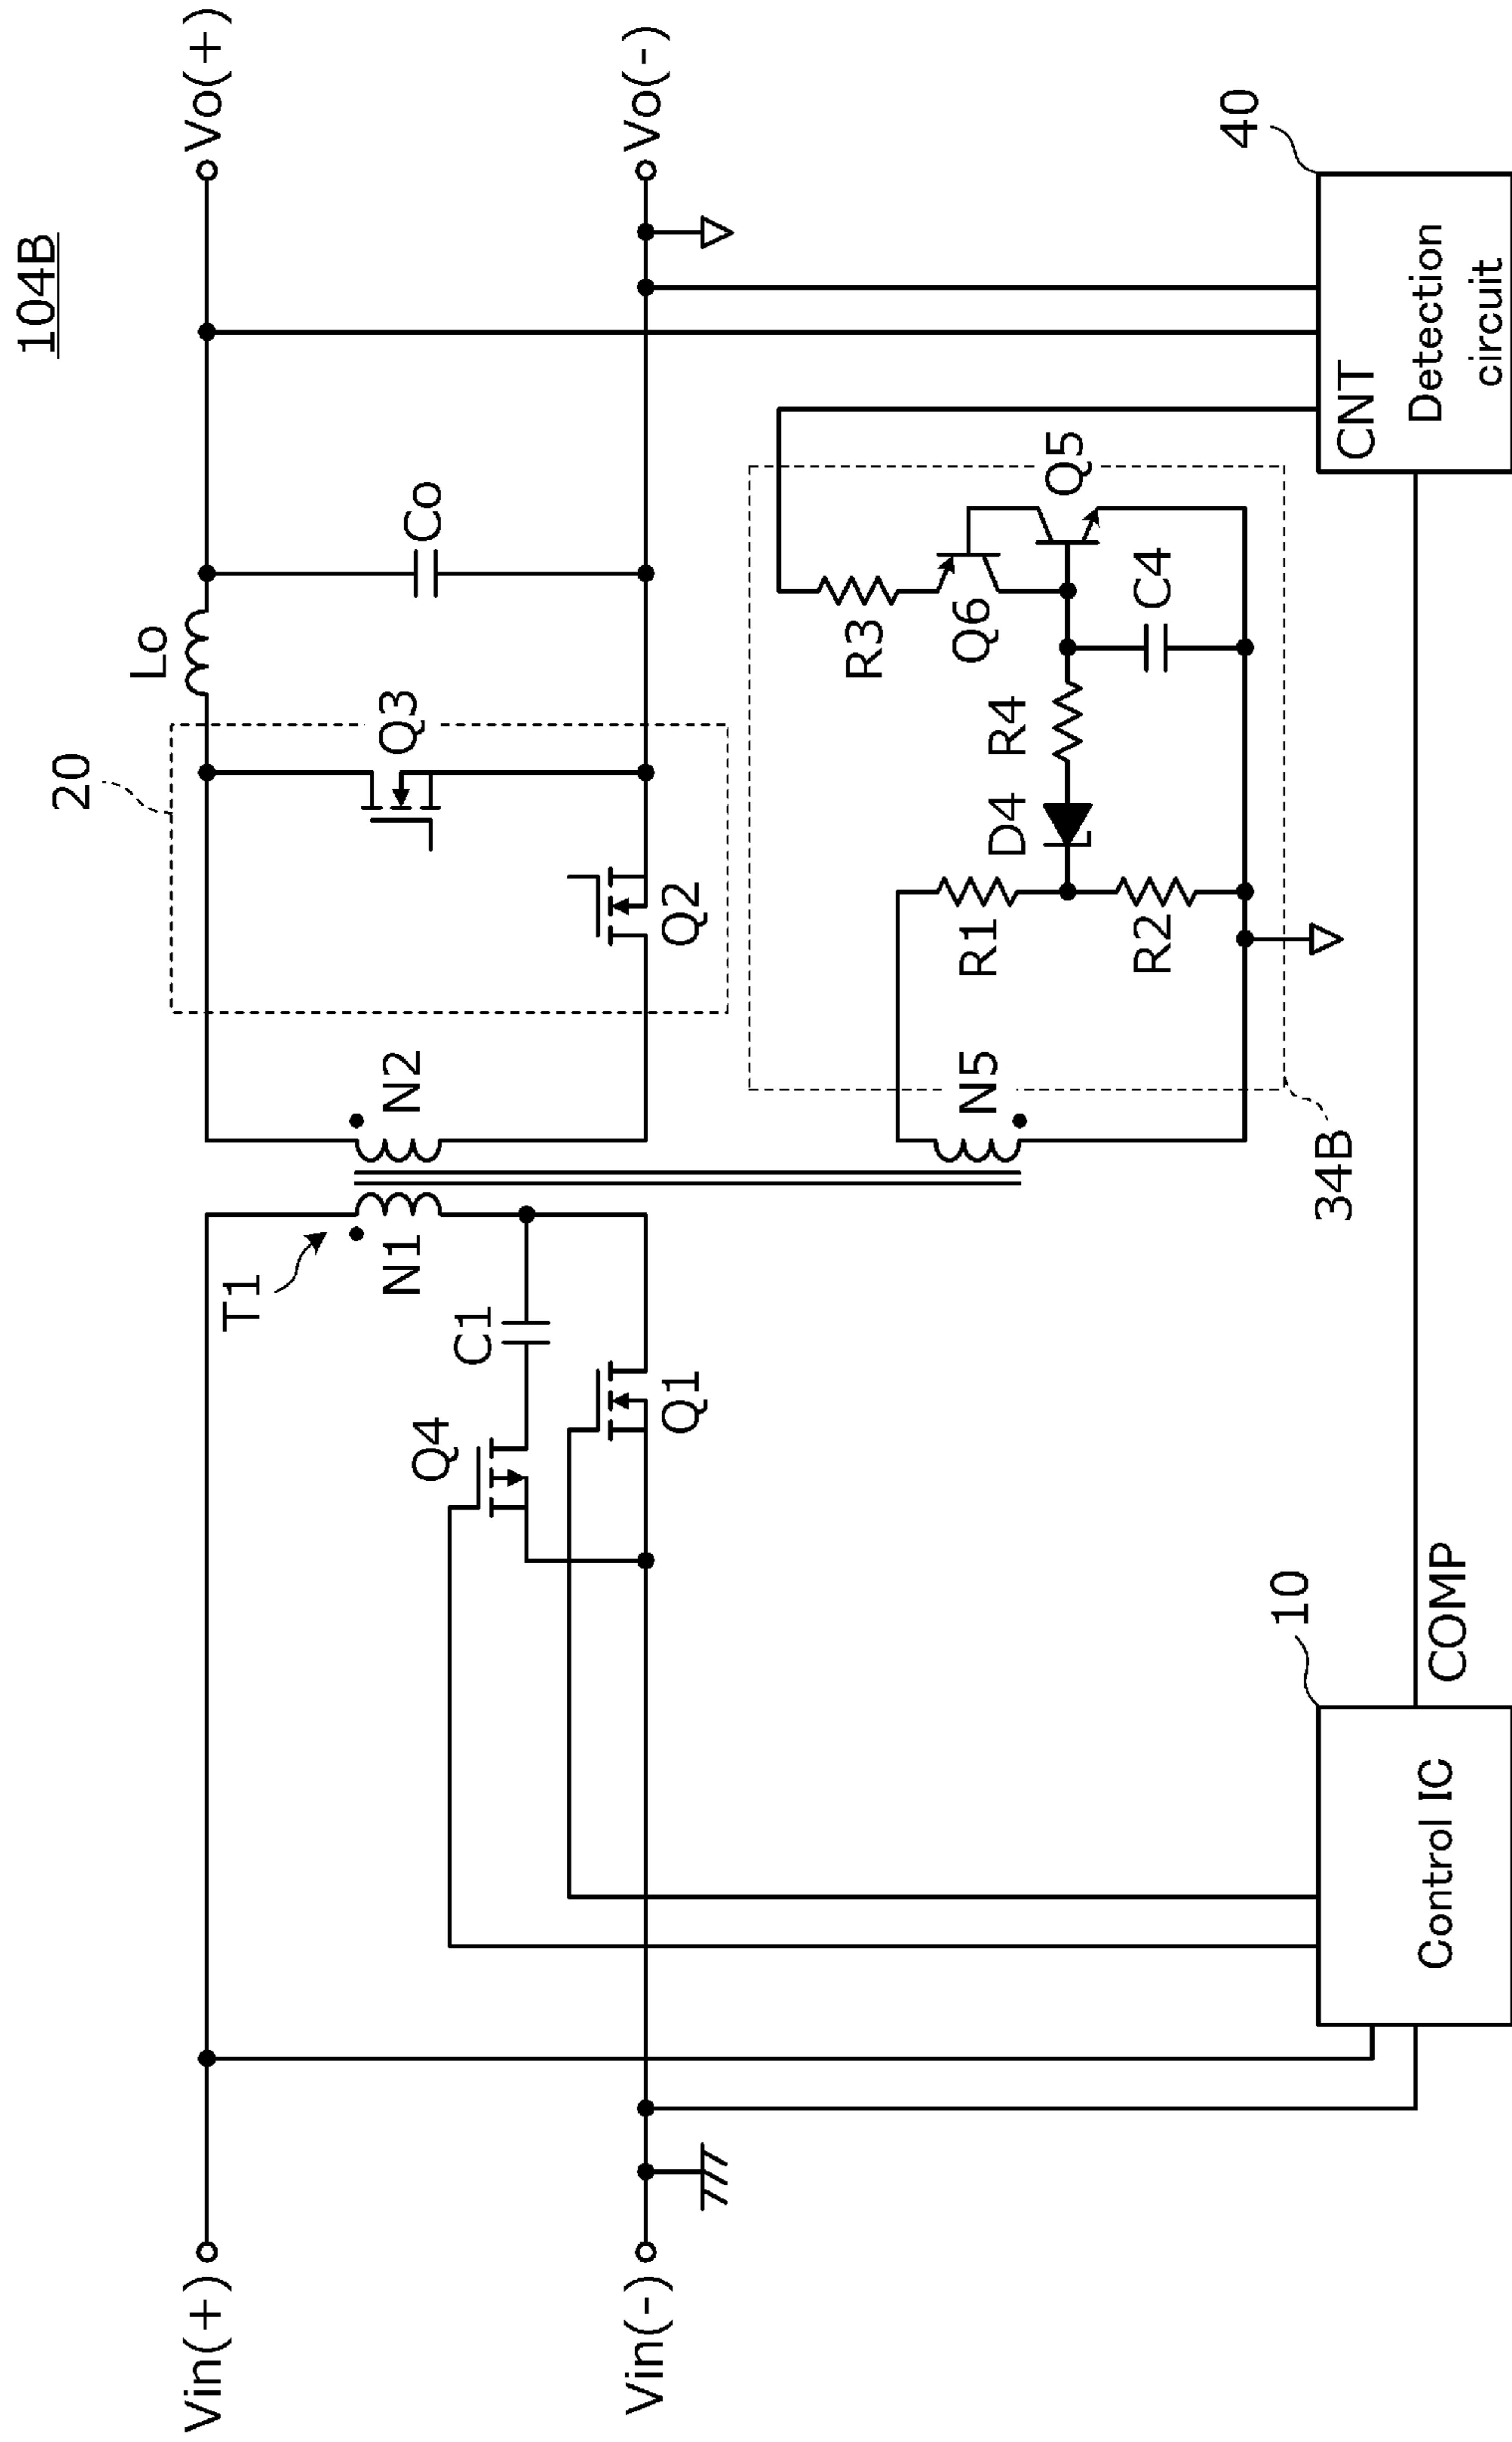 104B
20
Lo
Vo(+)
Vin(+)
T1
N1
N2
Q3
Co
Q4
C1
Q1
Q2
Vin(-)
Vo(-)
R3
N5
R1
D4
R4
Q6
Q5
R2
C4
34B
10
40
Control IC
COMP
CNT
Detection
circuit